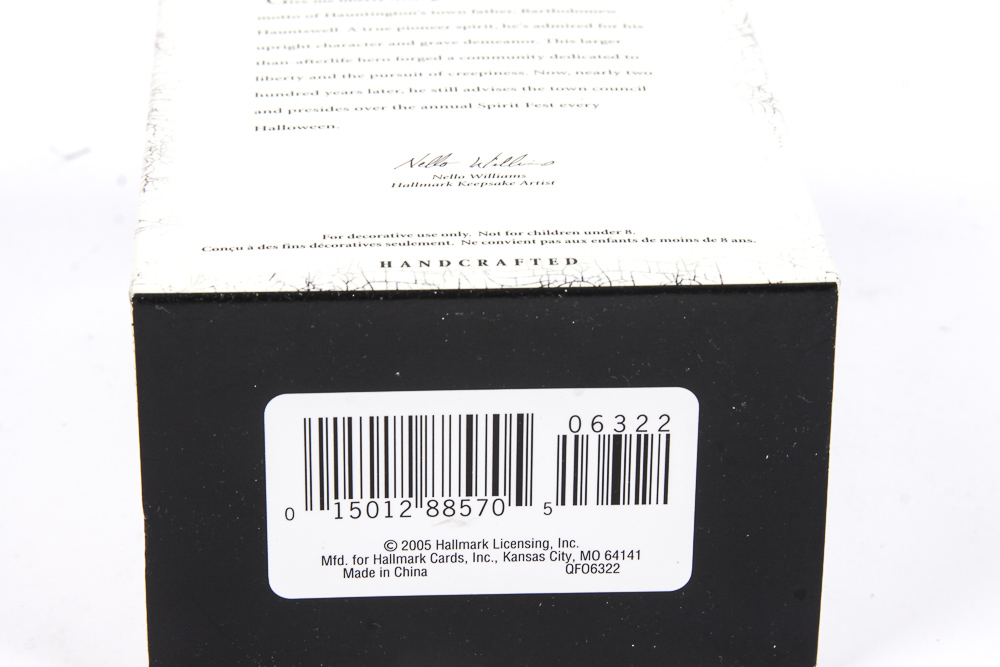 motto of Hauntington's town father, Bartholomew
Hauntswell. A true pioneer spirit, he's admired for his
upright character and grave demeanor. This larger
than-afterlife hero forged a community dedicated to
liberty and the pursuit of creepiness. Now, nearly two
hundred years later, he still advises the town council
and presides over the annual Spirit Fest every
Halloween.
Nello Williams
Nello Williams
Hallmark Keepsake Artist
For decorative use only. Not for children under 8.
Conçu à des fins décoratives seulement. Ne convient pas aux enfants de moins de 8 ans.
HANDCRAFTED
06322
0 15012 88570 5
© 2005 Hallmark Licensing, Inc.
Mfd. for Hallmark Cards, Inc., Kansas City, MO 64141
Made in China QFO6322